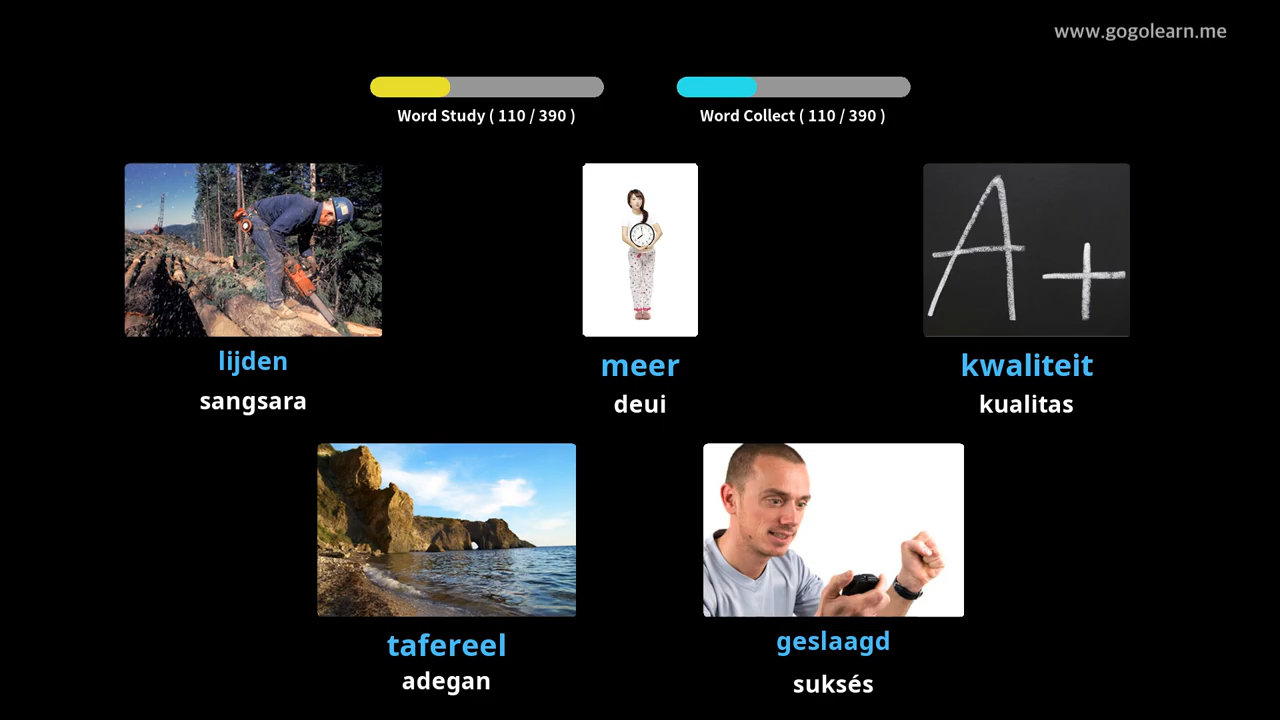 www.gogolearn.me
Word Study ( 110 / 390 )
Word Collect ( 110 / 390 )
lijden
sangsara
meer
deui
kwaliteit
kualitas
A+
tafereel
adegan
geslaagd
suksés